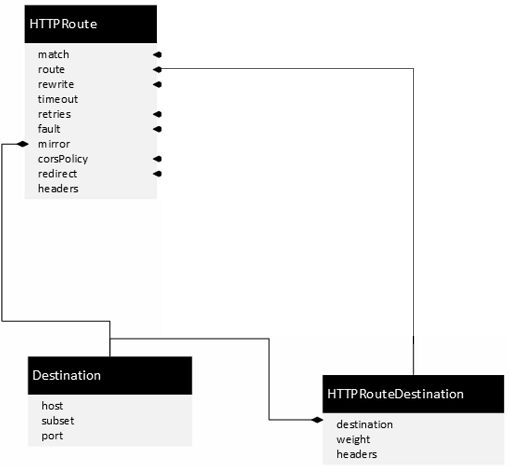 HTTPRoute
match
route
rewrite
timeout
retries
fault
mirror
corsPolicy
redirect
headers
Destination
host
subset
port
HTTPRouteDestination
destination
weight
headers